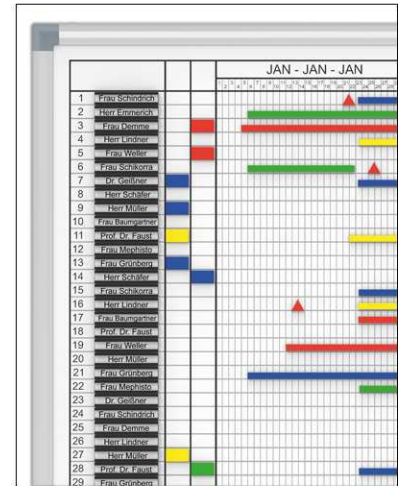 JAN - JAN - JAN
1 Frau Schindrich
2 Herr Emmerich
3 Frau Demme
4 Herr Lindner
5 Frau Weller
6 Frau Schikorra
7 Dr. Geißner
8 Herr Schäfer
9 Herr Müller
10 Frau Baumgartner
11 Prof. Dr. Faust
12 Frau Mephisto
13 Frau Grünberg
14 Herr Schäfer
15 Frau Schikorra
16 Herr Lindner
17 Frau Baumgartner
18 Prof. Dr. Faust
19 Frau Weller
20 Herr Müller
21 Frau Grünberg
22 Frau Mephisto
23 Dr. Geißner
24 Frau Schindrich
25 Frau Demme
26 Herr Lindner
27 Herr Müller
28 Prof. Dr. Faust
29 Frau Grünberg